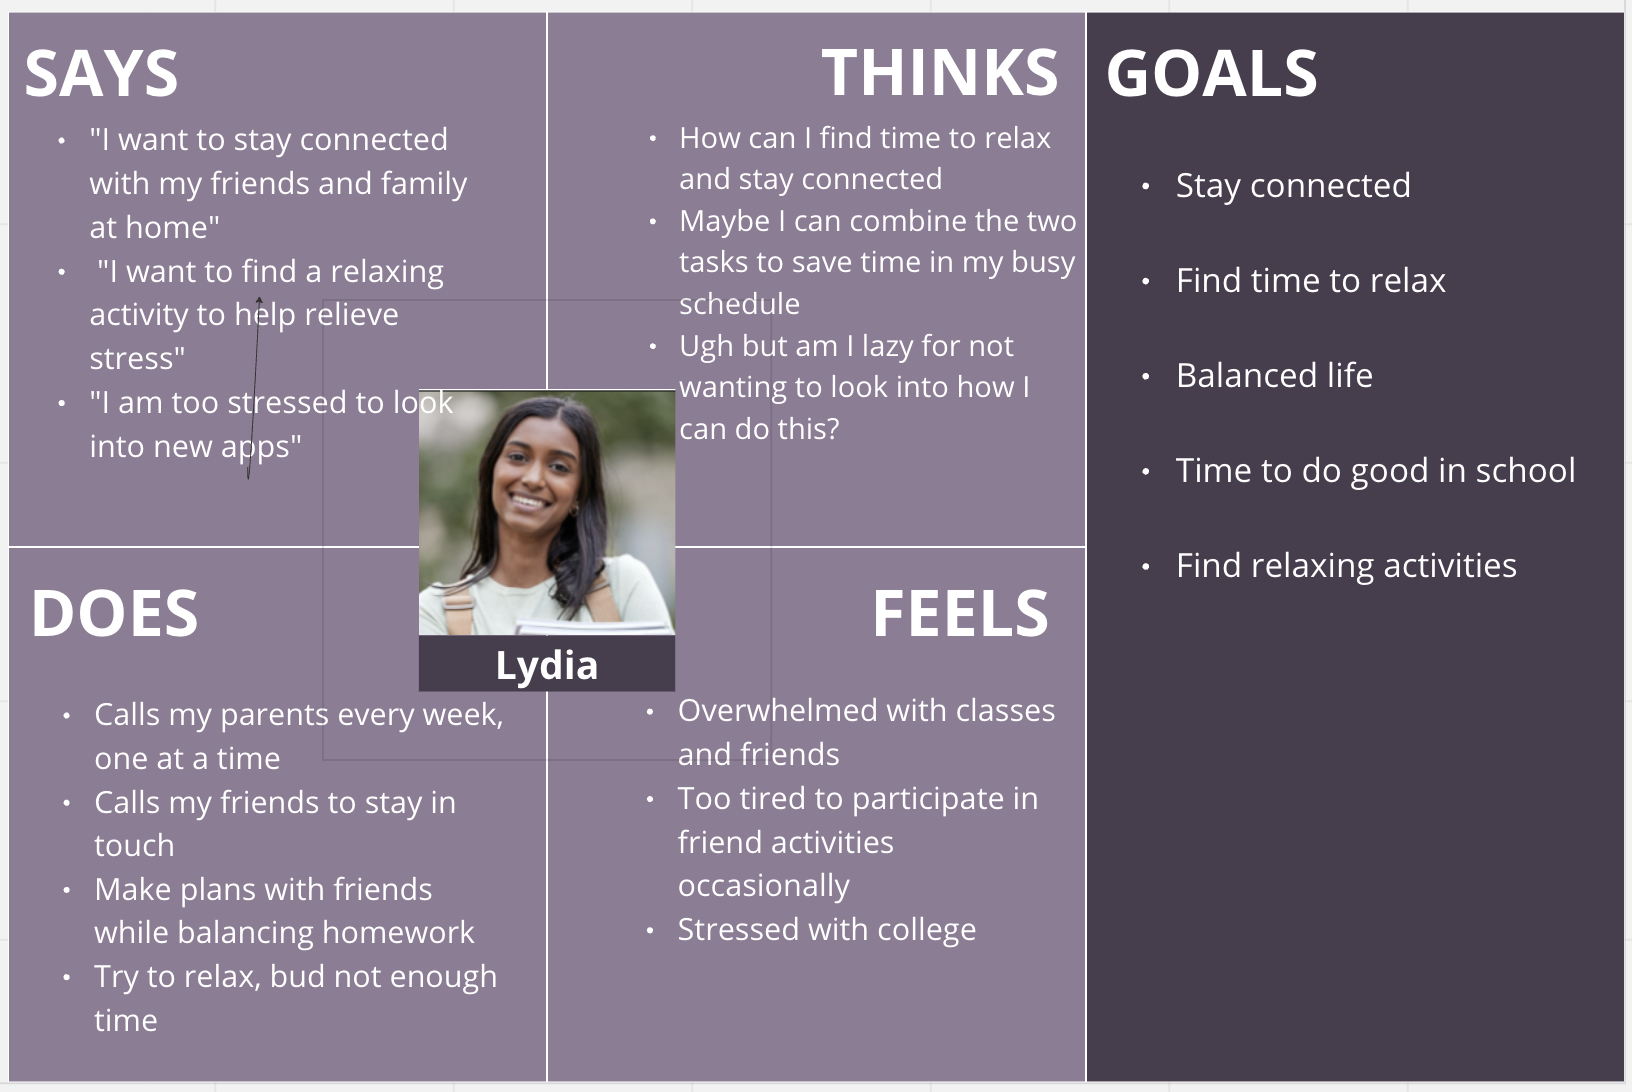 SAYS
"I want to stay connected
with my friends and family
at home"
"I want to find a relaxing
activity to help relieve
stress"
"I am too stressed to look
into new apps"
THINKS
How can I find time to relax
and stay connected
Maybe I can combine the two
tasks to save time in my busy
schedule
Ugh but am I lazy for not
wanting to look into how I
can do this?
Lydia
DOES
Calls my parents every week,
one at a time
Calls my friends to stay in
touch
Make plans with friends
while balancing homework
Try to relax, bud not enough
time
FEELS
Overwhelmed with classes
and friends
Too tired to participate in
friend activities
occasionally
Stressed with college
GOALS
Stay connected
Find time to relax
Balanced life
Time to do good in school
Find relaxing activities